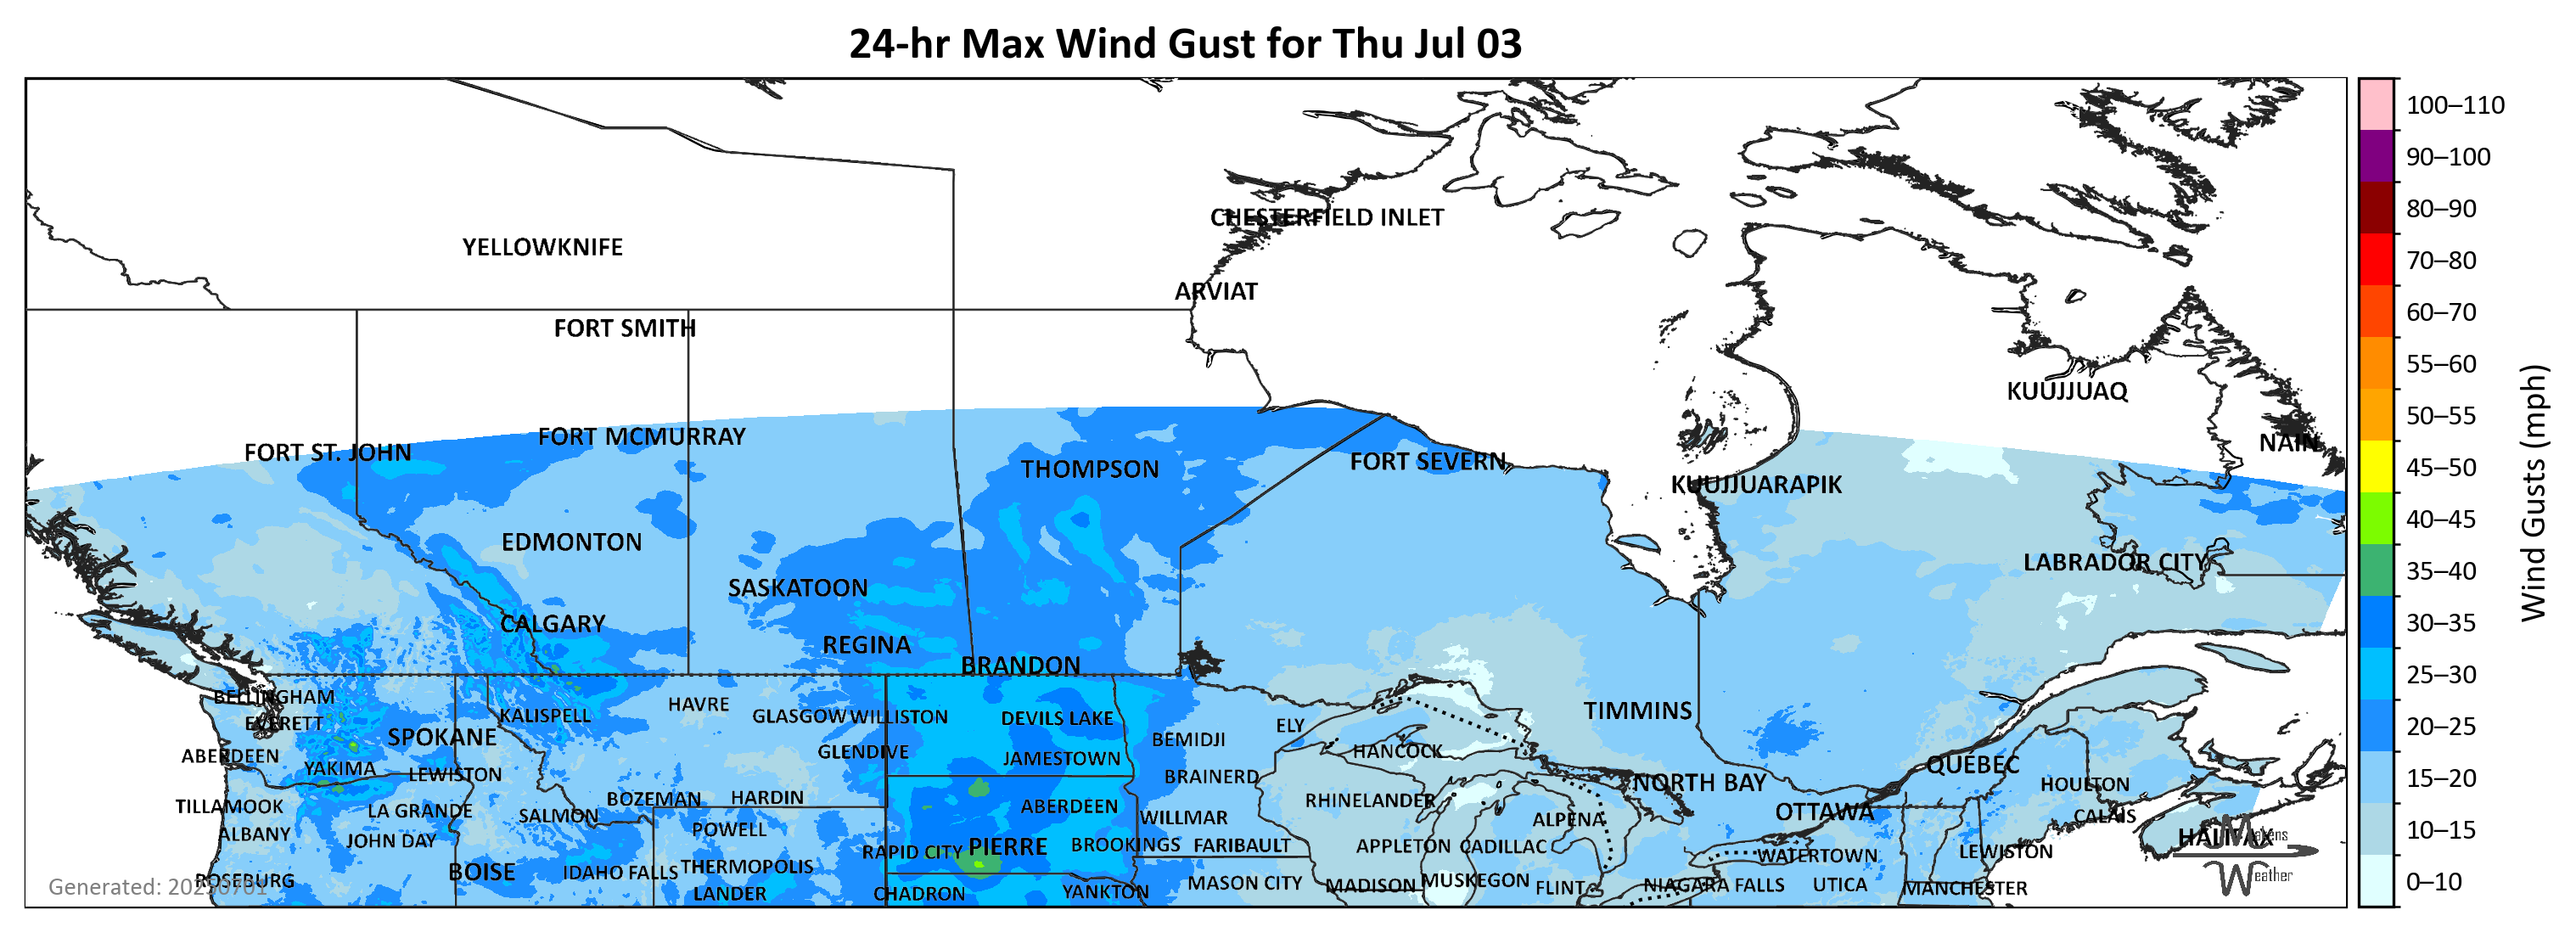 24-hr Max Wind Gust for Thu Jul 03
100–110
90–100
80–90
70–80
60–70
55–60
50–55
45–50
40–45
35–40
30–35
25–30
20–25
15–20
10–15
0–10
Wind Gusts (mph)
CHESTERFIELD INLET
YELLOWKNIFE
ARVIAT
FORT SMITH
KUUJJUAQ
FORT MCMURRAY
NAIN
FORT ST. JOHN
FORT SEVERN
THOMPSON
KUUJJUARAPIK
EDMONTON
LABRADOR CITY
SASKATOON
CALGARY
REGINA
BRANDON
BELLINGHAM
HAVRE
TIMMINS
KALISPELL
GLASGOW
WILLISTON
DEVILS LAKE
EVERETT
ELY
SPOKANE
BEMIDJI
GLENDIVE
HANCOCK
ABERDEEN
JAMESTOWN
QUÉBEC
YAKIMA
LEWISTON
BRAINERD
NORTH BAY
HOULTON
BOZEMAN
HARDIN
RHINELANDER
TILLAMOOK
LA GRANDE
ABERDEEN
OTTAWA
SALMON
WILLMAR
CALAIS
ALPENA
ALBANY
POWELL
HALIFAX
Makens
JOHN DAY
RAPID CITY
PIERRE
BROOKINGS
FARIBAULT
APPLETON
CADILLAC
WATERTOWN
LEWISTON
BOISE
IDAHO FALLS
THERMOPOLIS
Weather
ROSEBURG
MASON CITY
MADISON
MUSKEGON
FLINT
NIAGARA FALLS
UTICA
MANCHESTER
LANDER
CHADRON
YANKTON
Generated: 20250701